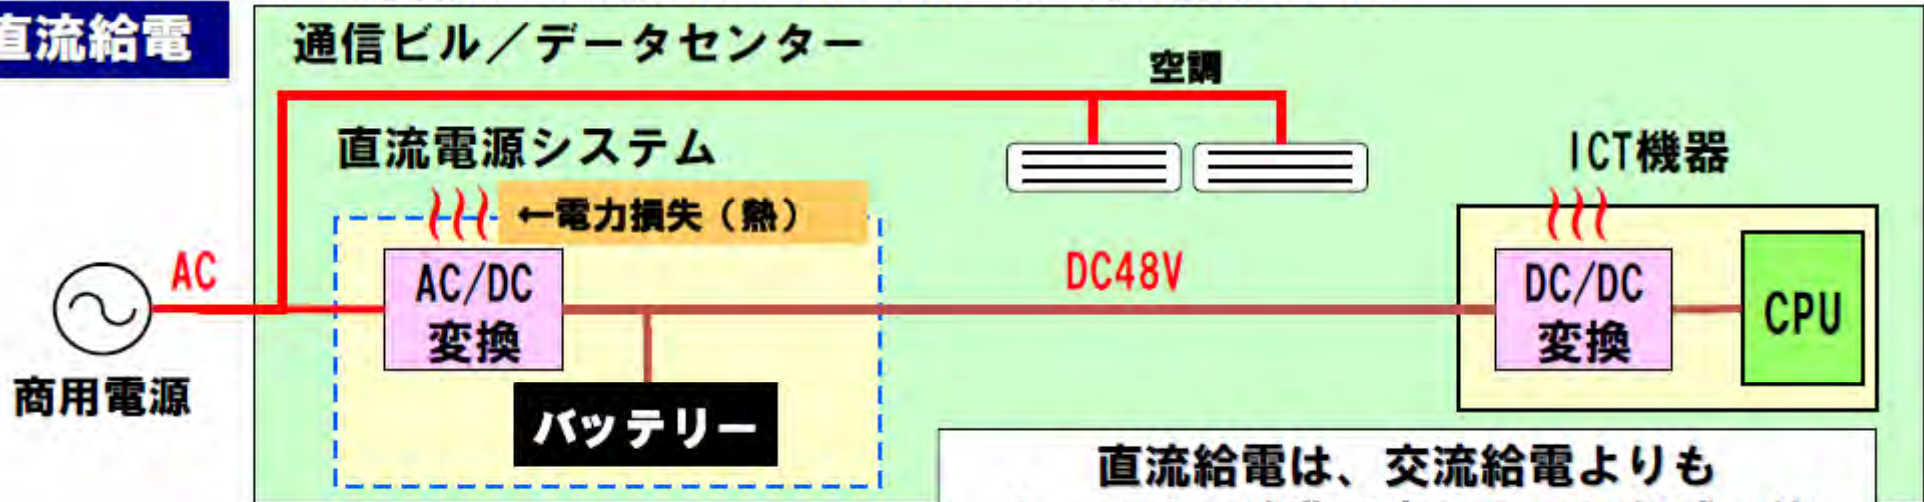 直流給電
通信ビル／データセンター
空調
直流電源システム
ICT機器
←電力損失（熱）
AC
AC/DC
変換
DC48V
DC/DC
変換
CPU
商用電源
バッテリー
直流給電は、交流給電よりも